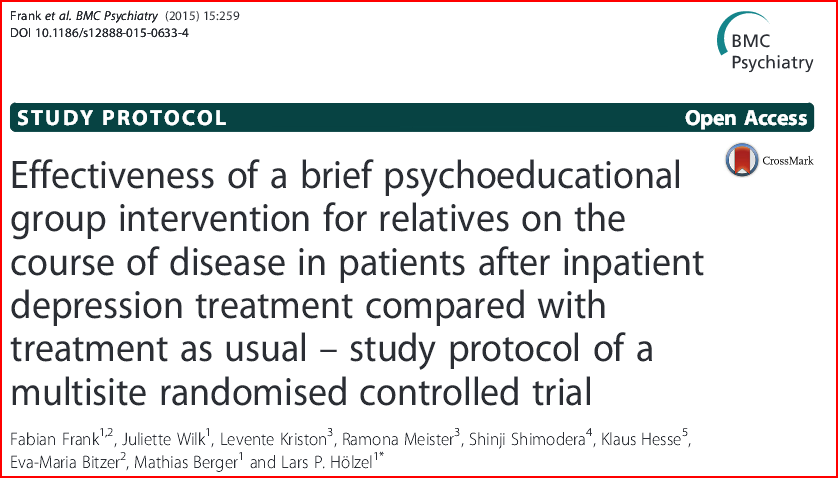 Frank et al. BMC Psychiatry (2015) 15:259
DOI 10.1186/s12888-015-0633-4
BMC
Psychiatry
STUDY PROTOCOL
Open Access
CrossMark
Effectiveness of a brief psychoeducational
group intervention for relatives on the
course of disease in patients after inpatient
depression treatment compared with
treatment as usual – study protocol of a
multisite randomised controlled trial
Fabian Frank1,2, Juliette Wilk1, Levente Kriston3, Ramona Meister3, Shinji Shimodera4, Klaus Hesse5,
Eva-Maria Bitzer2, Mathias Berger1 and Lars P. Hölzel1*